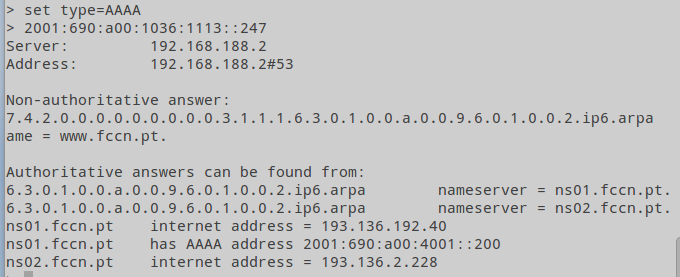 > set type=AAAA
> 2001:690:a00:1036:1113::247
Server: 192.168.188.2
Address: 192.168.188.2#53
Non-authoritative answer:
7.4.2.0.0.0.0.0.0.0.0.0.3.1.1.1.6.3.0.1.0.0.a.0.0.9.6.0.1.0.0.2.ip6.arpa
ame = www.fccn.pt.
Authoritative answers can be found from:
6.3.0.1.0.0.a.0.0.9.6.0.1.0.0.2.ip6.arpa nameserver = ns01.fccn.pt.
6.3.0.1.0.0.a.0.0.9.6.0.1.0.0.2.ip6.arpa nameserver = ns02.fccn.pt.
ns01.fccn.pt internet address = 193.136.192.40
ns01.fccn.pt has AAAA address 2001:690:a00:4001::200
ns02.fccn.pt internet address = 193.136.2.228